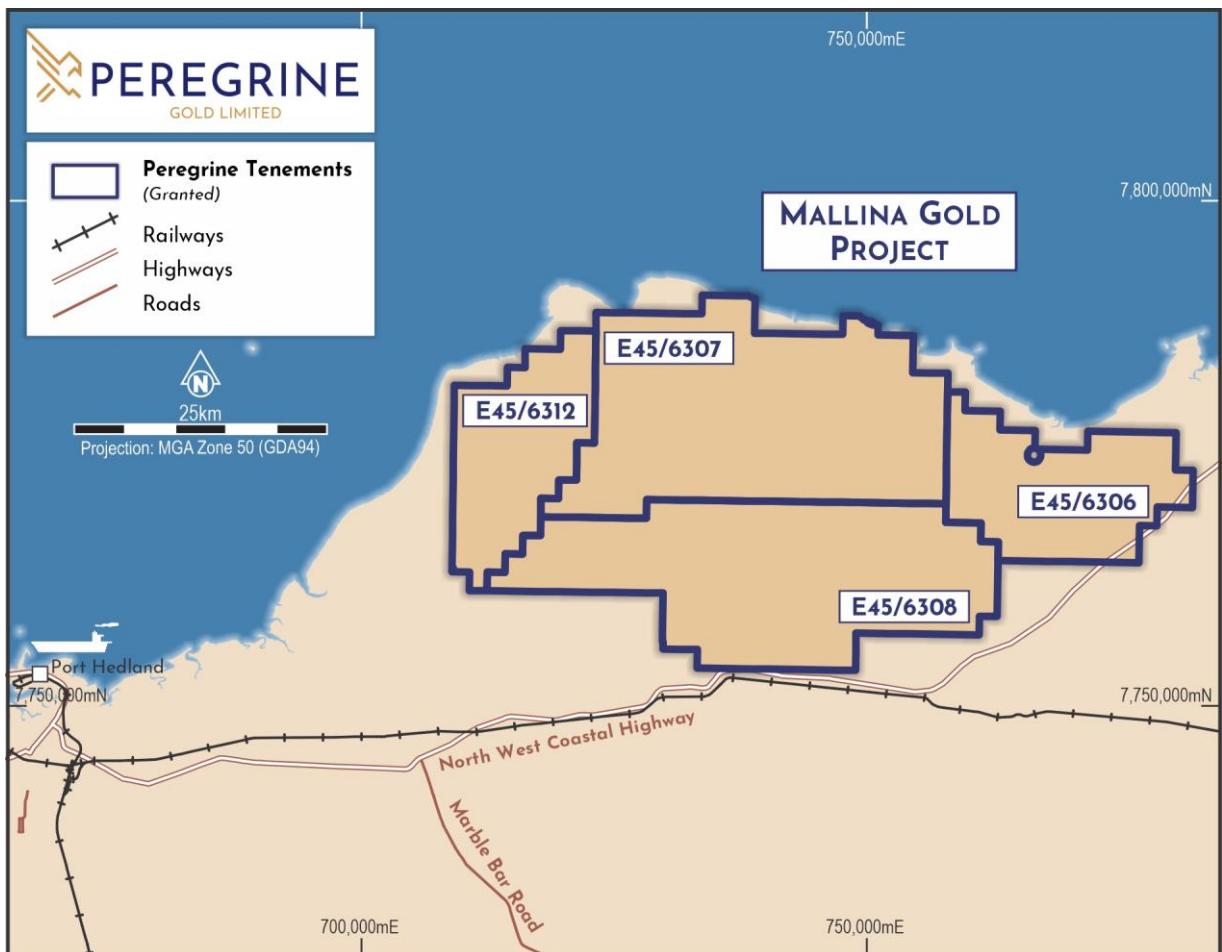 PEREGRINE
GOLD LIMITED
Peregrine Tenements
(Granted)
Railways
Highways
Roads
N
25km
Projection: MGA Zone 50 (GDA94)
750,000mE
7,800,000mN
MALLINA GOLD
PROJECT
E45/6307
E45/6312
E45/6306
E45/6308
Port Hedland
7,750,000mN
7,750,000mN
North West Coastal Highway
Marble Bar Road
700,000mE
750,000mE